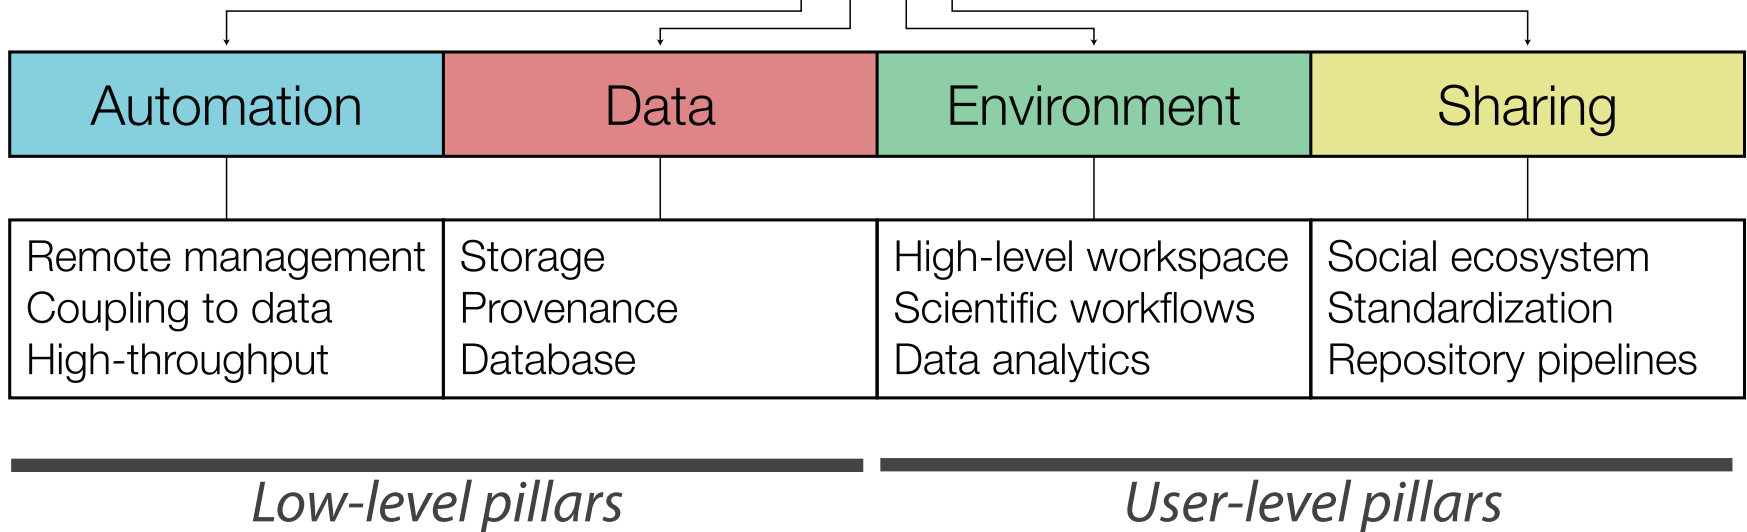 Automation
Data
Environment
Sharing
Remote management
Coupling to data
High-throughput
Storage
Provenance
Database
High-level workspace
Scientific workflows
Data analytics
Social ecosystem
Standardization
Repository pipelines
Low-level pillars
User-level pillars